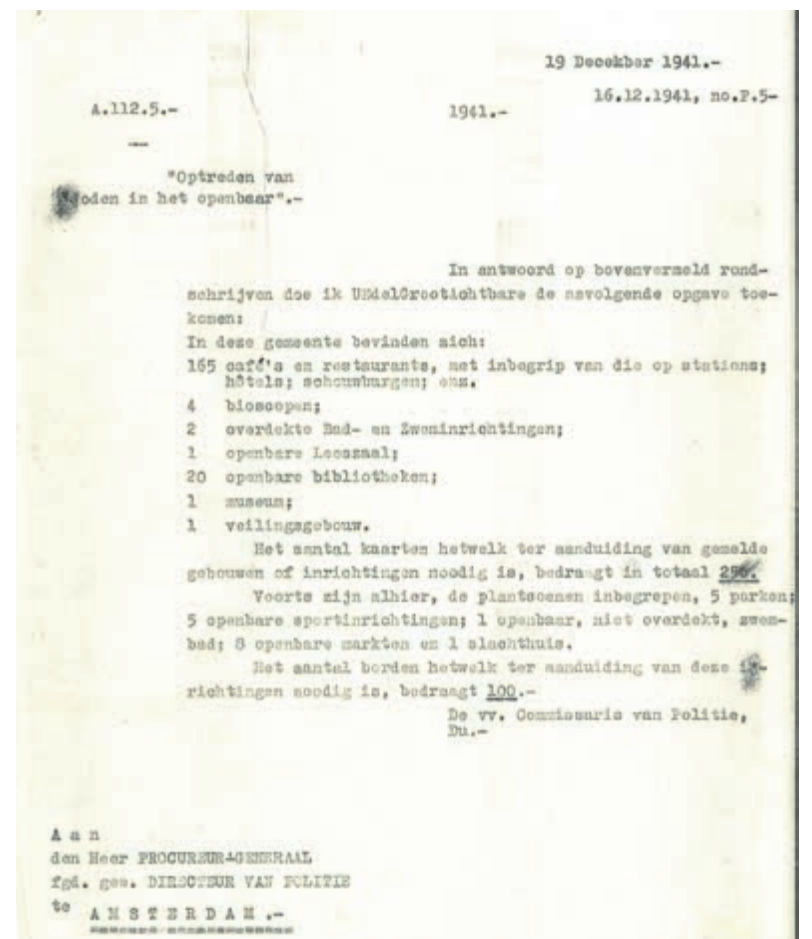 19 Decekber 1941.-
16.12.1941, no.P.5-
A.112.5.-
1941.-
"Optreden van
Joden in het openbaar".-
In antwoord op bovenvermeld rond-
schrijven doe ik UEdelGrootichtbare de navolgende opgave toe-
komen:
In deze gemeente bevinden zich:
165 café's en restaurants, met inbegrip van die op stations;
hôtels; schouwburgen; enz.
4 bioscopen;
2 overdekte Bad- en Zweminrichtingen;
1 openbare Leeszaal;
20 openbare bibliotheken;
1 museum;
1 veilingsgebouw.
Het aantal kaarten hetwelk ter aanduiding van gemelde
gebouwen of inrichtingen noodig is, bedraagt in totaal
Voorts zijn alhier, de plantsoenen inbegrepen, 5 parken;
5 openbare sportinrichtingen; 1 openbaar, niet overdekt, zwem-
bad; 8 openbare markten en 1 slachthuis.
Het aantal borden hetwelk ter aanduiding van deze in-
richtingen noodig is, bedraagt 100.-
De vv. Commissaris van Politie,
Du.-
A a n
den Heer PROCUREUR-GENERAAL
fgd. gew. DIRECTEUR VAN POLITIE
te A M S T E R D A M .-